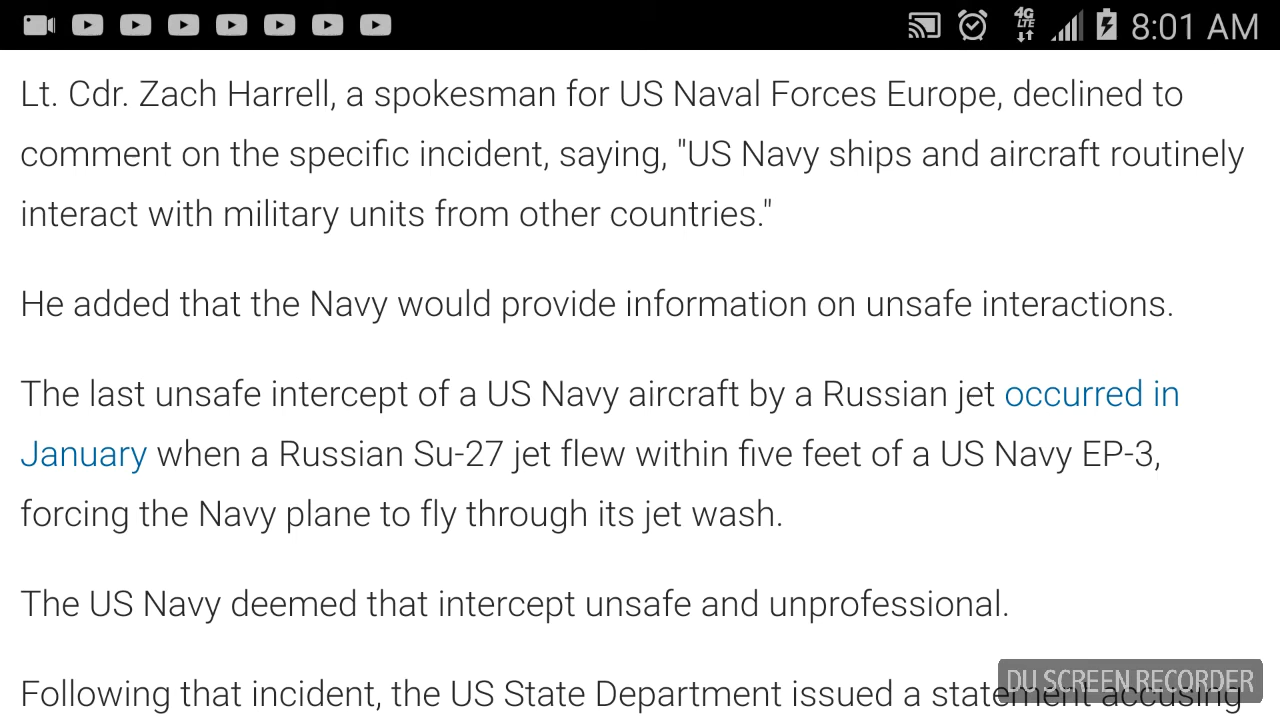 4G
LTE
8:01 AM
Lt. Cdr. Zach Harrell, a spokesman for US Naval Forces Europe, declined to
comment on the specific incident, saying, "US Navy ships and aircraft routinely
interact with military units from other countries."
He added that the Navy would provide information on unsafe interactions.
The last unsafe intercept of a US Navy aircraft by a Russian jet occurred in
January when a Russian Su-27 jet flew within five feet of a US Navy EP-3,
forcing the Navy plane to fly through its jet wash.
The US Navy deemed that intercept unsafe and unprofessional.
Following that incident, the US State Department issued a statement accusing
DU SCREEN RECORDER